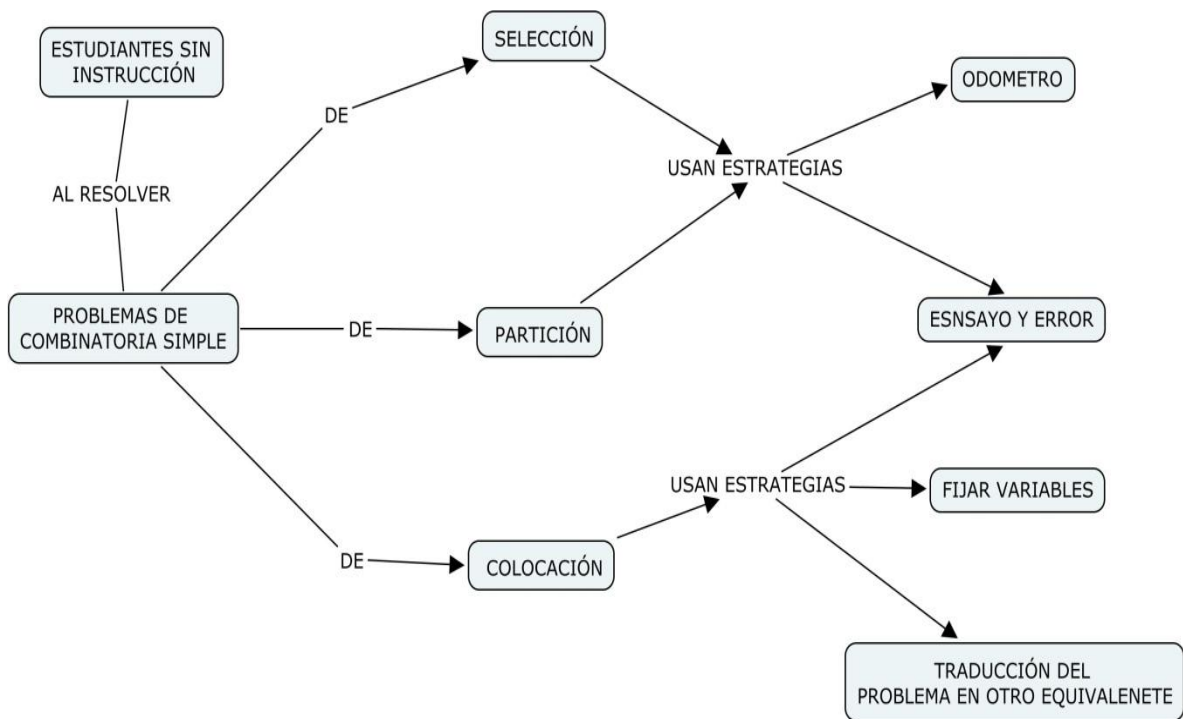 ESTUDIANTES SIN
INSTRUCCIÓN
AL RESOLVER
PROBLEMAS DE
COMBINATORIA SIMPLE
DE
SELECCIÓN
DE
PARTICIÓN
DE
COLOCACIÓN
USAN ESTRATEGIAS
ODOMETRO
ESNSAYO Y ERROR
USAN ESTRATEGIAS
FIJAR VARIABLES
TRADUCCIÓN DEL
PROBLEMA EN OTRO EQUIVALENETE